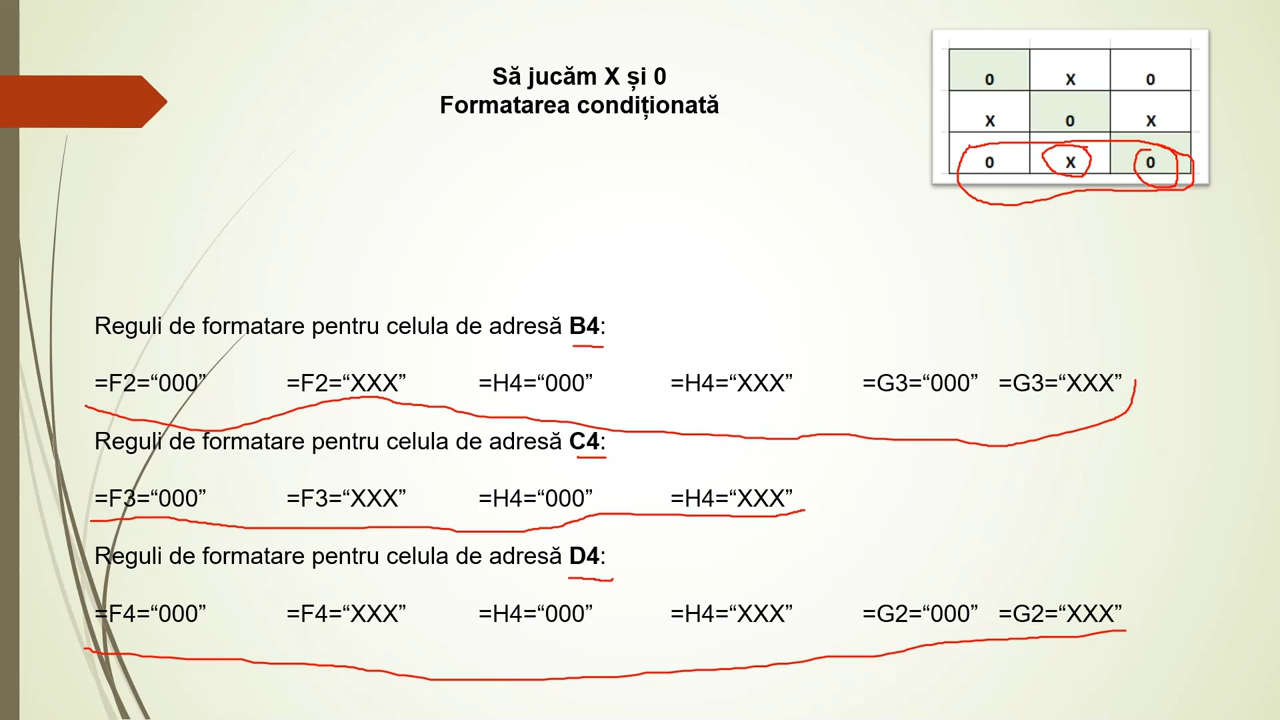 Să jucăm X și 0
Formatarea condiționată
0 X 0
X 0 X
0 X 0
Reguli de formatare pentru celula de adresă B4:
=F2=“000” =F2=“XXX” =H4=“000” =H4=“XXX” =G3=“000” =G3=“XXX”
Reguli de formatare pentru celula de adresă C4:
=F3=“000” =F3=“XXX” =H4=“000” =H4=“XXX”
Reguli de formatare pentru celula de adresă D4:
=F4=“000” =F4=“XXX” =H4=“000” =H4=“XXX” =G2=“000” =G2=“XXX”